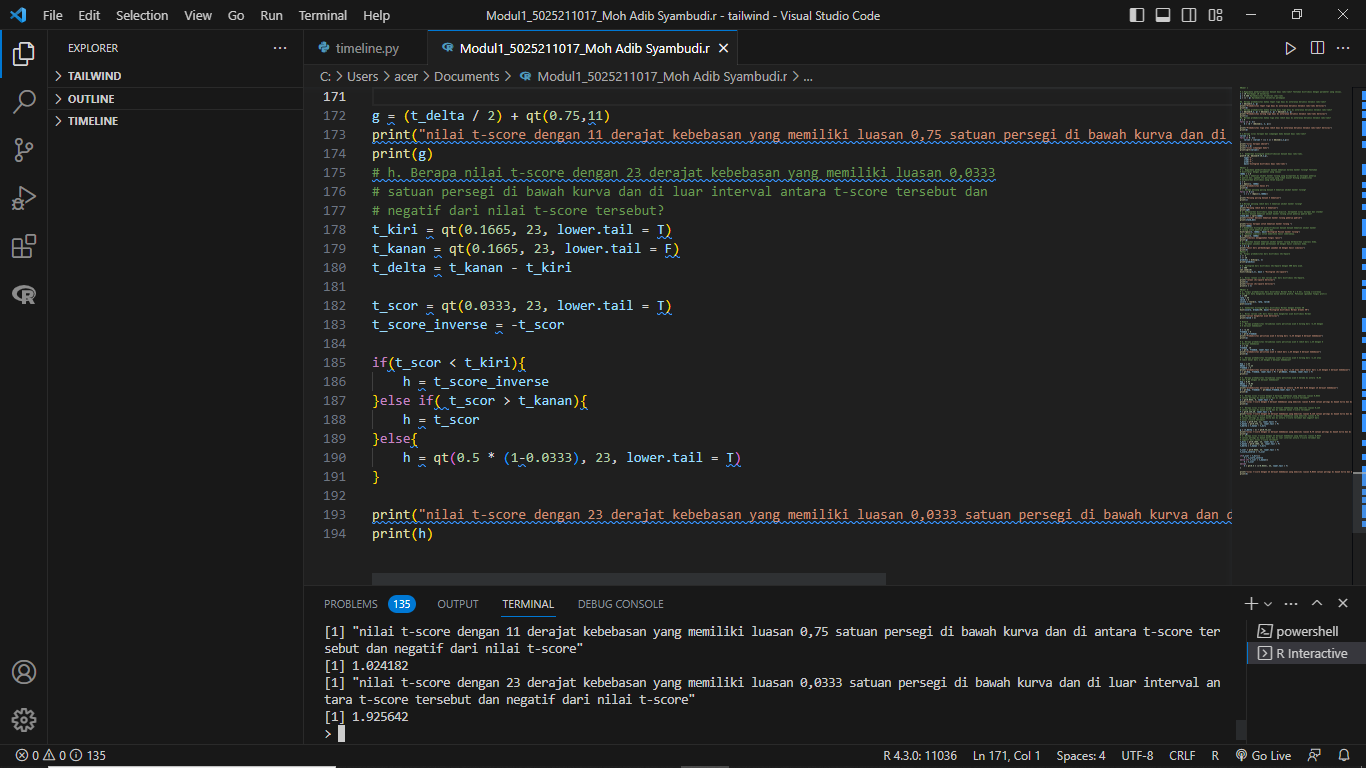 File Edit Selection View Go Run Terminal Help Modul1_5025211017_Moh Adib Syambudi.r - tailwind - Visual Studio Code
EXPLORER
TAILWIND
OUTLINE
TIMELINE
timeline.py Modul1_5025211017_Moh Adib Syambudi.r
C: > Users > acer > Documents > Modul1_5025211017_Moh Adib Syambudi.r > ...
171
172 g = (t_delta / 2) + qt(0.75,11)
173 print("nilai t-score dengan 11 derajat kebebasan yang memiliki luasan 0,75 satuan persegi di bawah kurva dan di
174 print(g)
175 # h. Berapa nilai t-score dengan 23 derajat kebebasan yang memiliki luasan 0,0333
176 # satuan persegi di bawah kurva dan di luar interval antara t-score tersebut dan
177 # negatif dari nilai t-score tersebut?
178 t_kiri = qt(0.1665, 23, lower.tail = T)
179 t_kanan = qt(0.1665, 23, lower.tail = F)
180 t_delta = t_kanan - t_kiri
181
182 t_scor = qt(0.0333, 23, lower.tail = T)
183 t_score_inverse = -t_scor
184
185 if(t_scor < t_kiri){
186     h = t_score_inverse
187 }else if( t_scor > t_kanan){
188     h = t_scor
189 }else{
190     h = qt(0.5 * (1-0.0333), 23, lower.tail = T)
191 }
192
193 print("nilai t-score dengan 23 derajat kebebasan yang memiliki luasan 0,0333 satuan persegi di bawah kurva dan d
194 print(h)
PROBLEMS 135 OUTPUT TERMINAL DEBUG CONSOLE
[1] "nilai t-score dengan 11 derajat kebebasan yang memiliki luasan 0,75 satuan persegi di bawah kurva dan di antara t-score ter
sebut dan negatif dari nilai t-score"
[1] 1.024182
[1] "nilai t-score dengan 23 derajat kebebasan yang memiliki luasan 0,0333 satuan persegi di bawah kurva dan di luar interval an
tara t-score tersebut dan negatif dari nilai t-score"
[1] 1.925642
>
powershell
R Interactive
0 0 135 R 4.3.0: 11036 Ln 171, Col 1 Spaces: 4 UTF-8 CRLF R Go Live